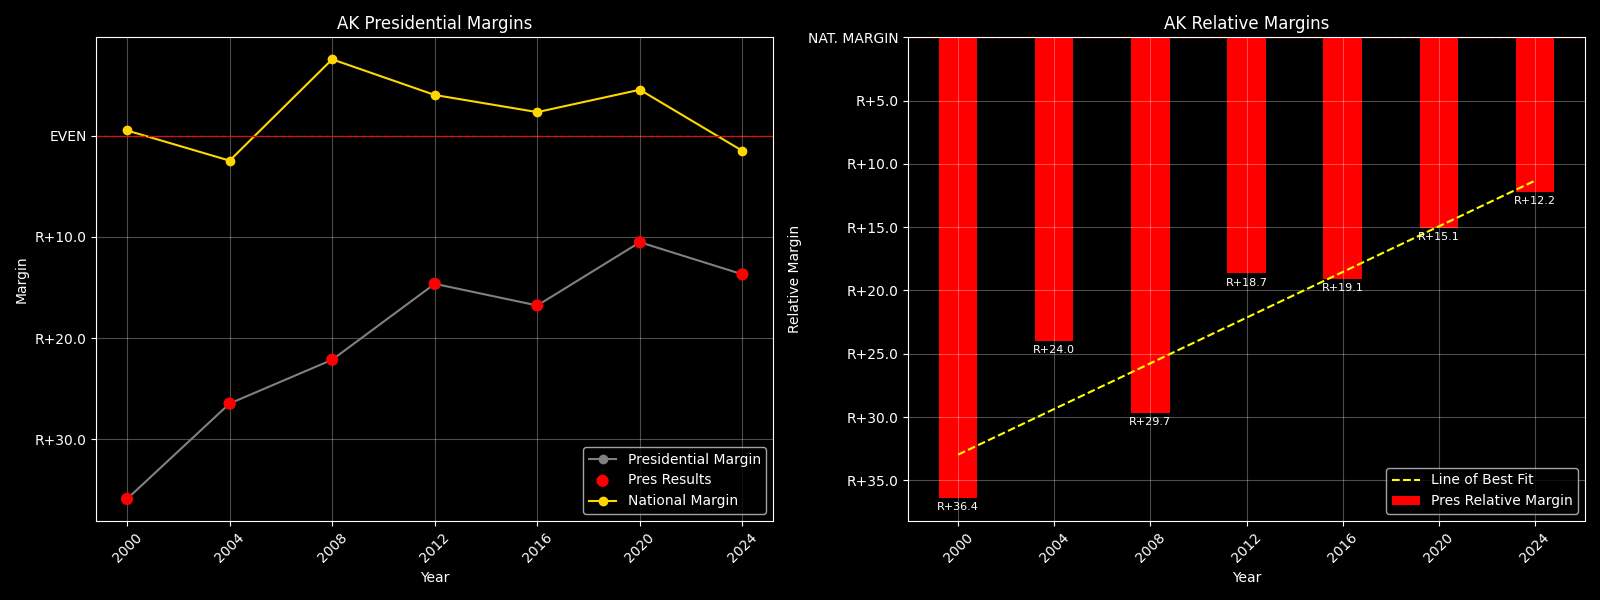 AK Presidential Margins
EVEN
R+10.0
R+20.0
R+30.0
Margin
2000
2004
2008
2012
2016
2020
2024
Year
Presidential Margin
Pres Results
National Margin
AK Relative Margins
NAT. MARGIN
R+5.0
R+10.0
R+15.0
R+20.0
R+25.0
R+30.0
R+35.0
Relative Margin
R+36.4
R+24.0
R+29.7
R+18.7
R+19.1
R+15.1
R+12.2
2000
2004
2008
2012
2016
2020
2024
Year
Line of Best Fit
Pres Relative Margin